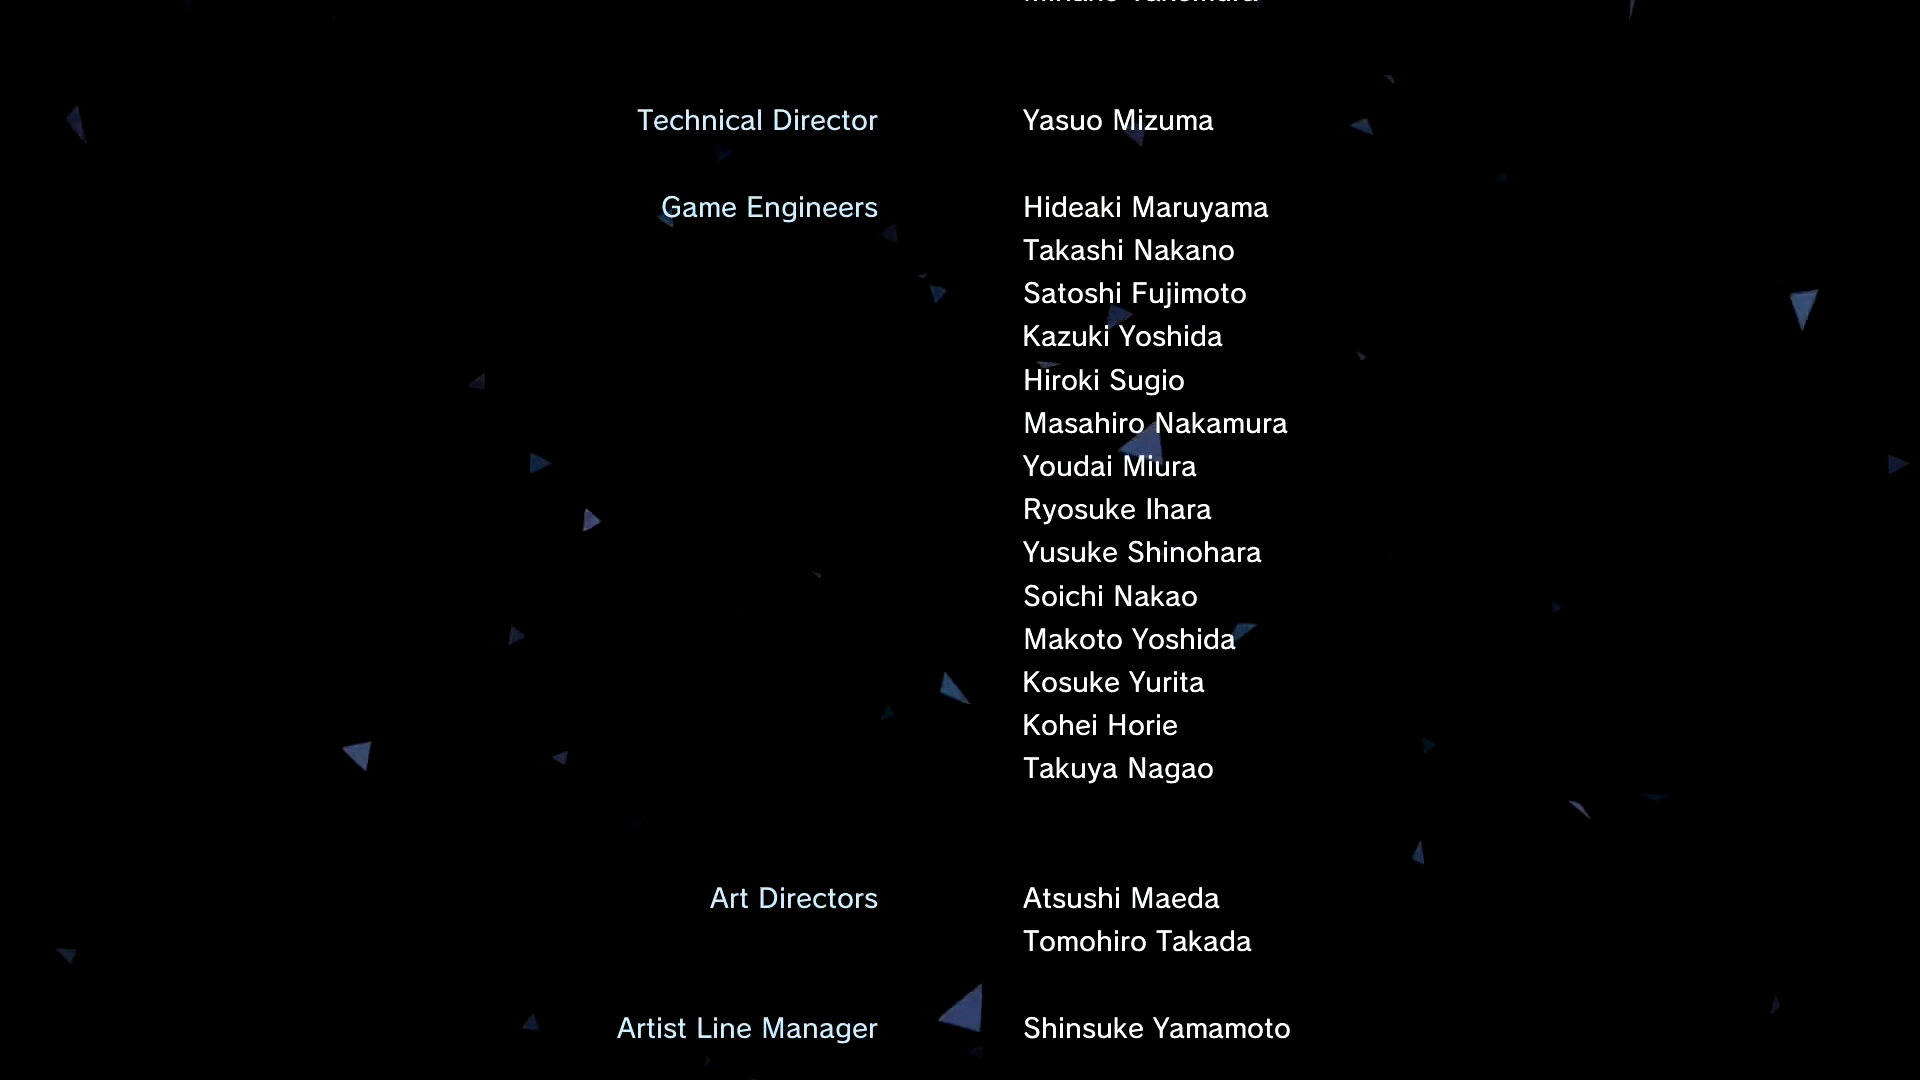 Technical Director Yasuo Mizuma
Game Engineers Hideaki Maruyama
Takashi Nakano
Satoshi Fujimoto
Kazuki Yoshida
Hiroki Sugio
Masahiro Nakamura
Youdai Miura
Ryosuke Ihara
Yusuke Shinohara
Soichi Nakao
Makoto Yoshida
Kosuke Yurita
Kohei Horie
Takuya Nagao
Art Directors Atsushi Maeda
Tomohiro Takada
Artist Line Manager Shinsuke Yamamoto